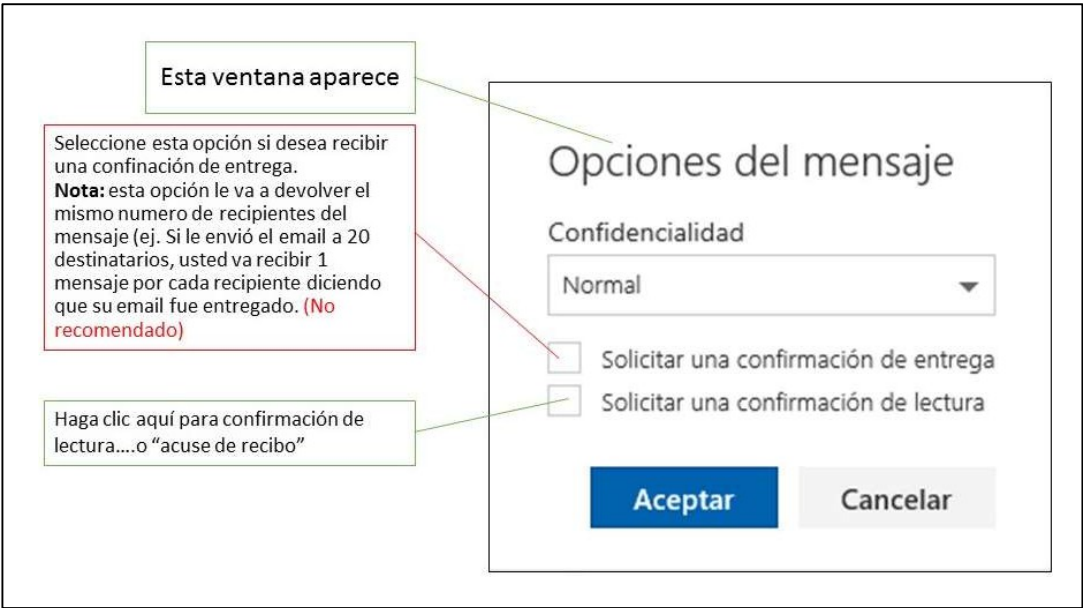 Esta ventana aparece
Seleccione esta opción si desea recibir
una confinación de entrega.
Nota: esta opción le va a devolver el
mismo numero de recipientes del
mensaje (ej. Si le envió el email a 20
destinatarios, usted va recibir 1
mensaje por cada recipiente diciendo
que su email fue entregado. (No
recomendado)
Haga clic aquí para confirmación de
lectura....o “acuse de recibo”
Opciones del mensaje
Confidencialidad
Normal
Solicitar una confirmación de entrega
Solicitar una confirmación de lectura
Aceptar
Cancelar